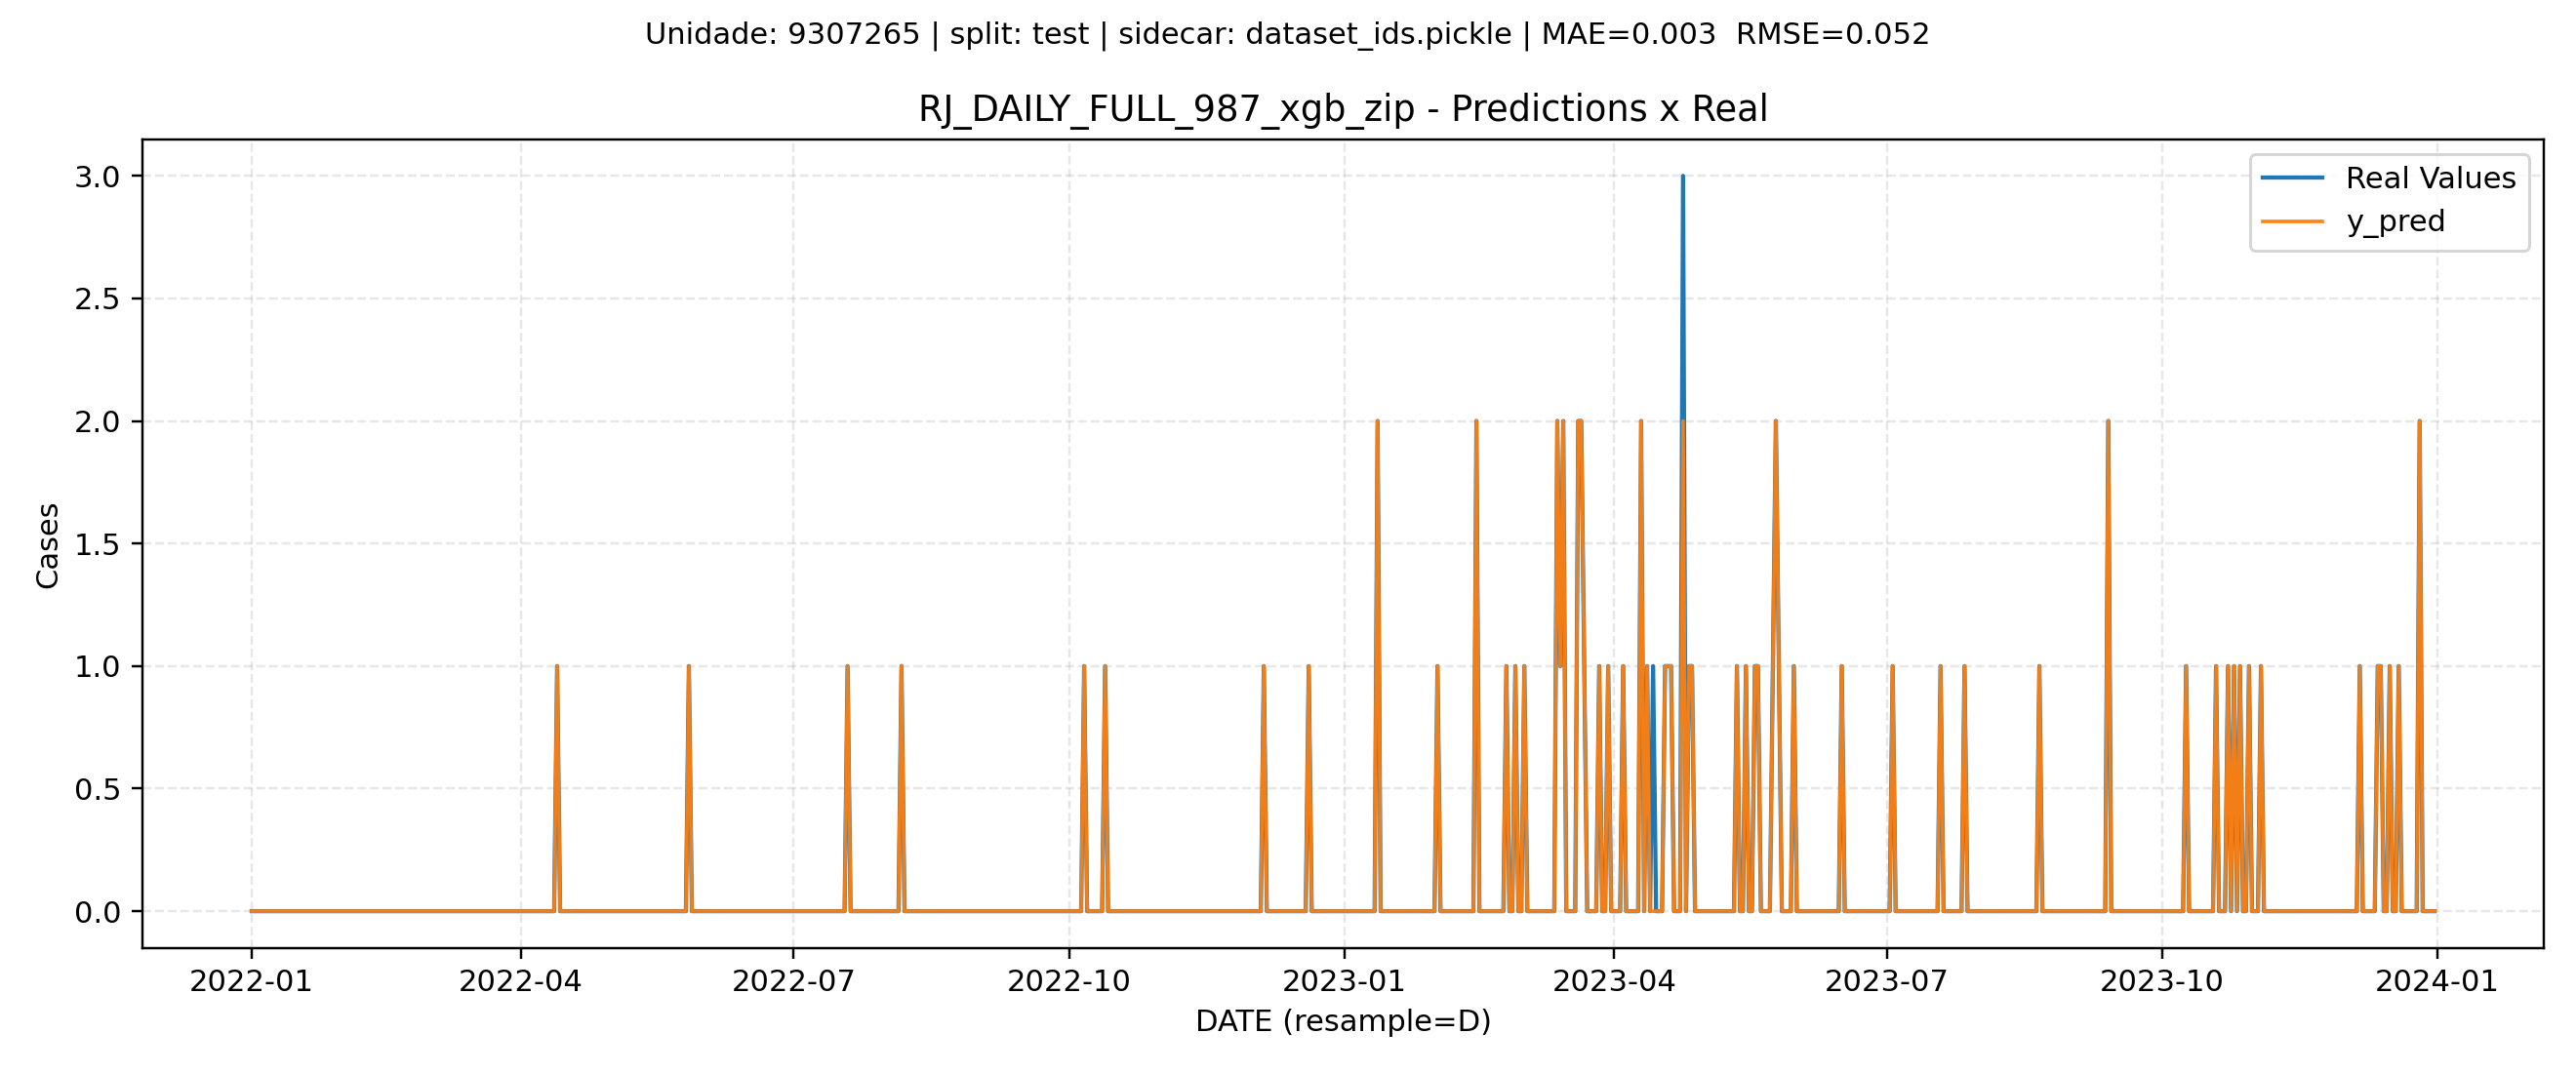 Unidade: 9307265 | split: test | sidecar: dataset_ids.pickle | MAE=0.003  RMSE=0.052
RJ_DAILY_FULL_987_xgb_zip - Predictions x Real
Real Values
y_pred
3.0
2.5
2.0
1.5
1.0
0.5
0.0
Cases
2022-01
2022-04
2022-07
2022-10
2023-01
2023-04
2023-07
2023-10
2024-01
DATE (resample=D)